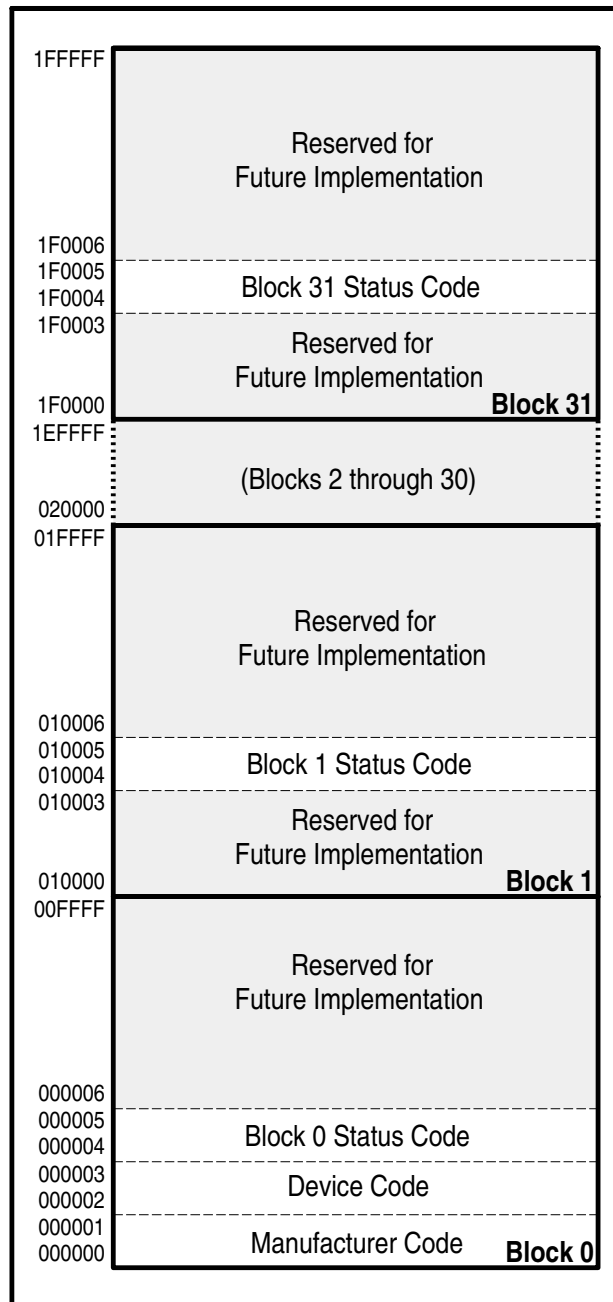 1FFFFF
Reserved for
Future Implementation
1F0006
1F0005
Block 31 Status Code
1F0004
1F0003
Reserved for
Future Implementation
1F0000
Block 31
1EFFFF
(Blocks 2 through 30)
020000
01FFFF
Reserved for
Future Implementation
010006
010005
Block 1 Status Code
010004
010003
Reserved for
Future Implementation
010000
Block 1
00FFFF
Reserved for
Future Implementation
000006
000005
Block 0 Status Code
000004
000003
Device Code
000002
000001
Manufacturer Code
Block 0
000000